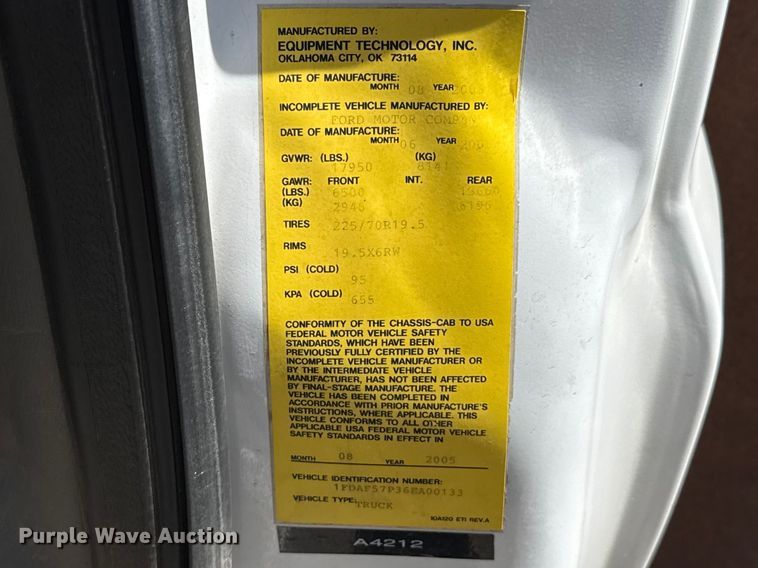 MANUFACTURED BY:
EQUIPMENT TECHNOLOGY, INC.
OKLAHOMA CITY, OK 73114
DATE OF MANUFACTURE:
MONTH 08 YEAR
INCOMPLETE VEHICLE MANUFACTURED BY:
FORD MOTOR COMPANY
DATE OF MANUFACTURE:
MONTH 06 YEAR
GVWR: (LBS.) (KG)
17950 8141
GAWR: FRONT INT. REAR
(LBS.) 6500
(KG) 2948
TIRES 225/70R19.5
RIMS 19.5X6RW
PSI (COLD) 95
KPA (COLD) 655
CONFORMITY OF THE CHASSIS-CAB TO USA
FEDERAL MOTOR VEHICLE SAFETY
STANDARDS, WHICH HAVE BEEN
PREVIOUSLY FULLY CERTIFIED BY THE
INCOMPLETE VEHICLE MANUFACTURER OR
BY THE INTERMEDIATE VEHICLE
MANUFACTURER, HAS NOT BEEN AFFECTED
BY FINAL-STAGE MANUFACTURE. THE
VEHICLE HAS BEEN COMPLETED IN
ACCORDANCE WITH PRIOR MANUFACTURE'S
INSTRUCTIONS, WHERE APPLICABLE. THIS
VEHICLE CONFORMS TO ALL OTHER
APPLICABLE USA FEDERAL MOTOR VEHICLE
SAFETY STANDARDS IN EFFECT IN
MONTH 08 YEAR 2005
VEHICLE IDENTIFICATION NUMBER:
1FDAF57P36EA00133
VEHICLE TYPE:
TRUCK
10A120 ETI REV.A
A4212
Purple Wave Auction